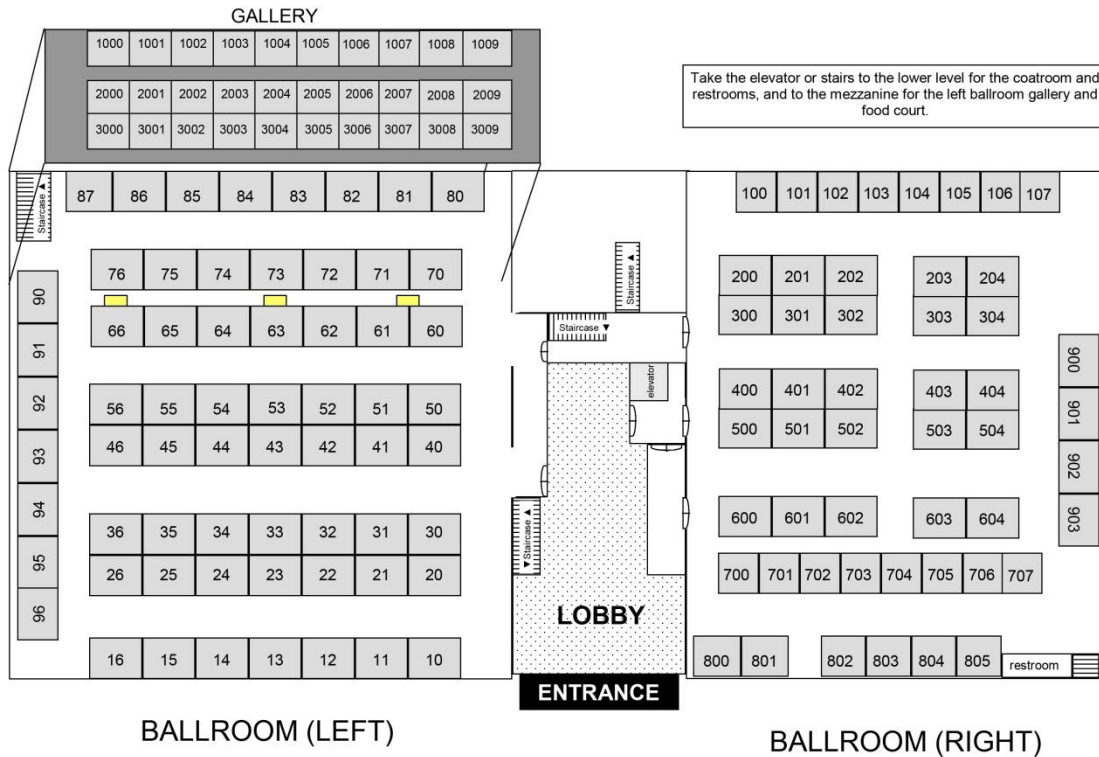 GALLERY
1000 1001 1002 1003 1004 1005 1006 1007 1008 1009
2000 2001 2002 2003 2004 2005 2006 2007 2008 2009
3000 3001 3002 3003 3004 3005 3006 3007 3008 3009
Take the elevator or stairs to the lower level for the coatroom and
restrooms, and to the mezzanine for the left ballroom gallery and
food court.
Staircase ▲
87 86 85 84 83 82 81 80
76 75 74 73 72 71 70
66 65 64 63 62 61 60
56 55 54 53 52 51 50
46 45 44 43 42 41 40
36 35 34 33 32 31 30
26 25 24 23 22 21 20
16 15 14 13 12 11 10
90
91
92
93
94
95
96
Staircase ▲
Staircase ▼
elevator
▼Staircase ▲
LOBBY
ENTRANCE
100 101 102 103 104 105 106 107
200 201 202 203 204
300 301 302 303 304
400 401 402 403 404
500 501 502 503 504
600 601 602 603 604
700 701 702 703 704 705 706 707
800 801 802 803 804 805
restroom
900
901
902
903
BALLROOM (LEFT)
BALLROOM (RIGHT)